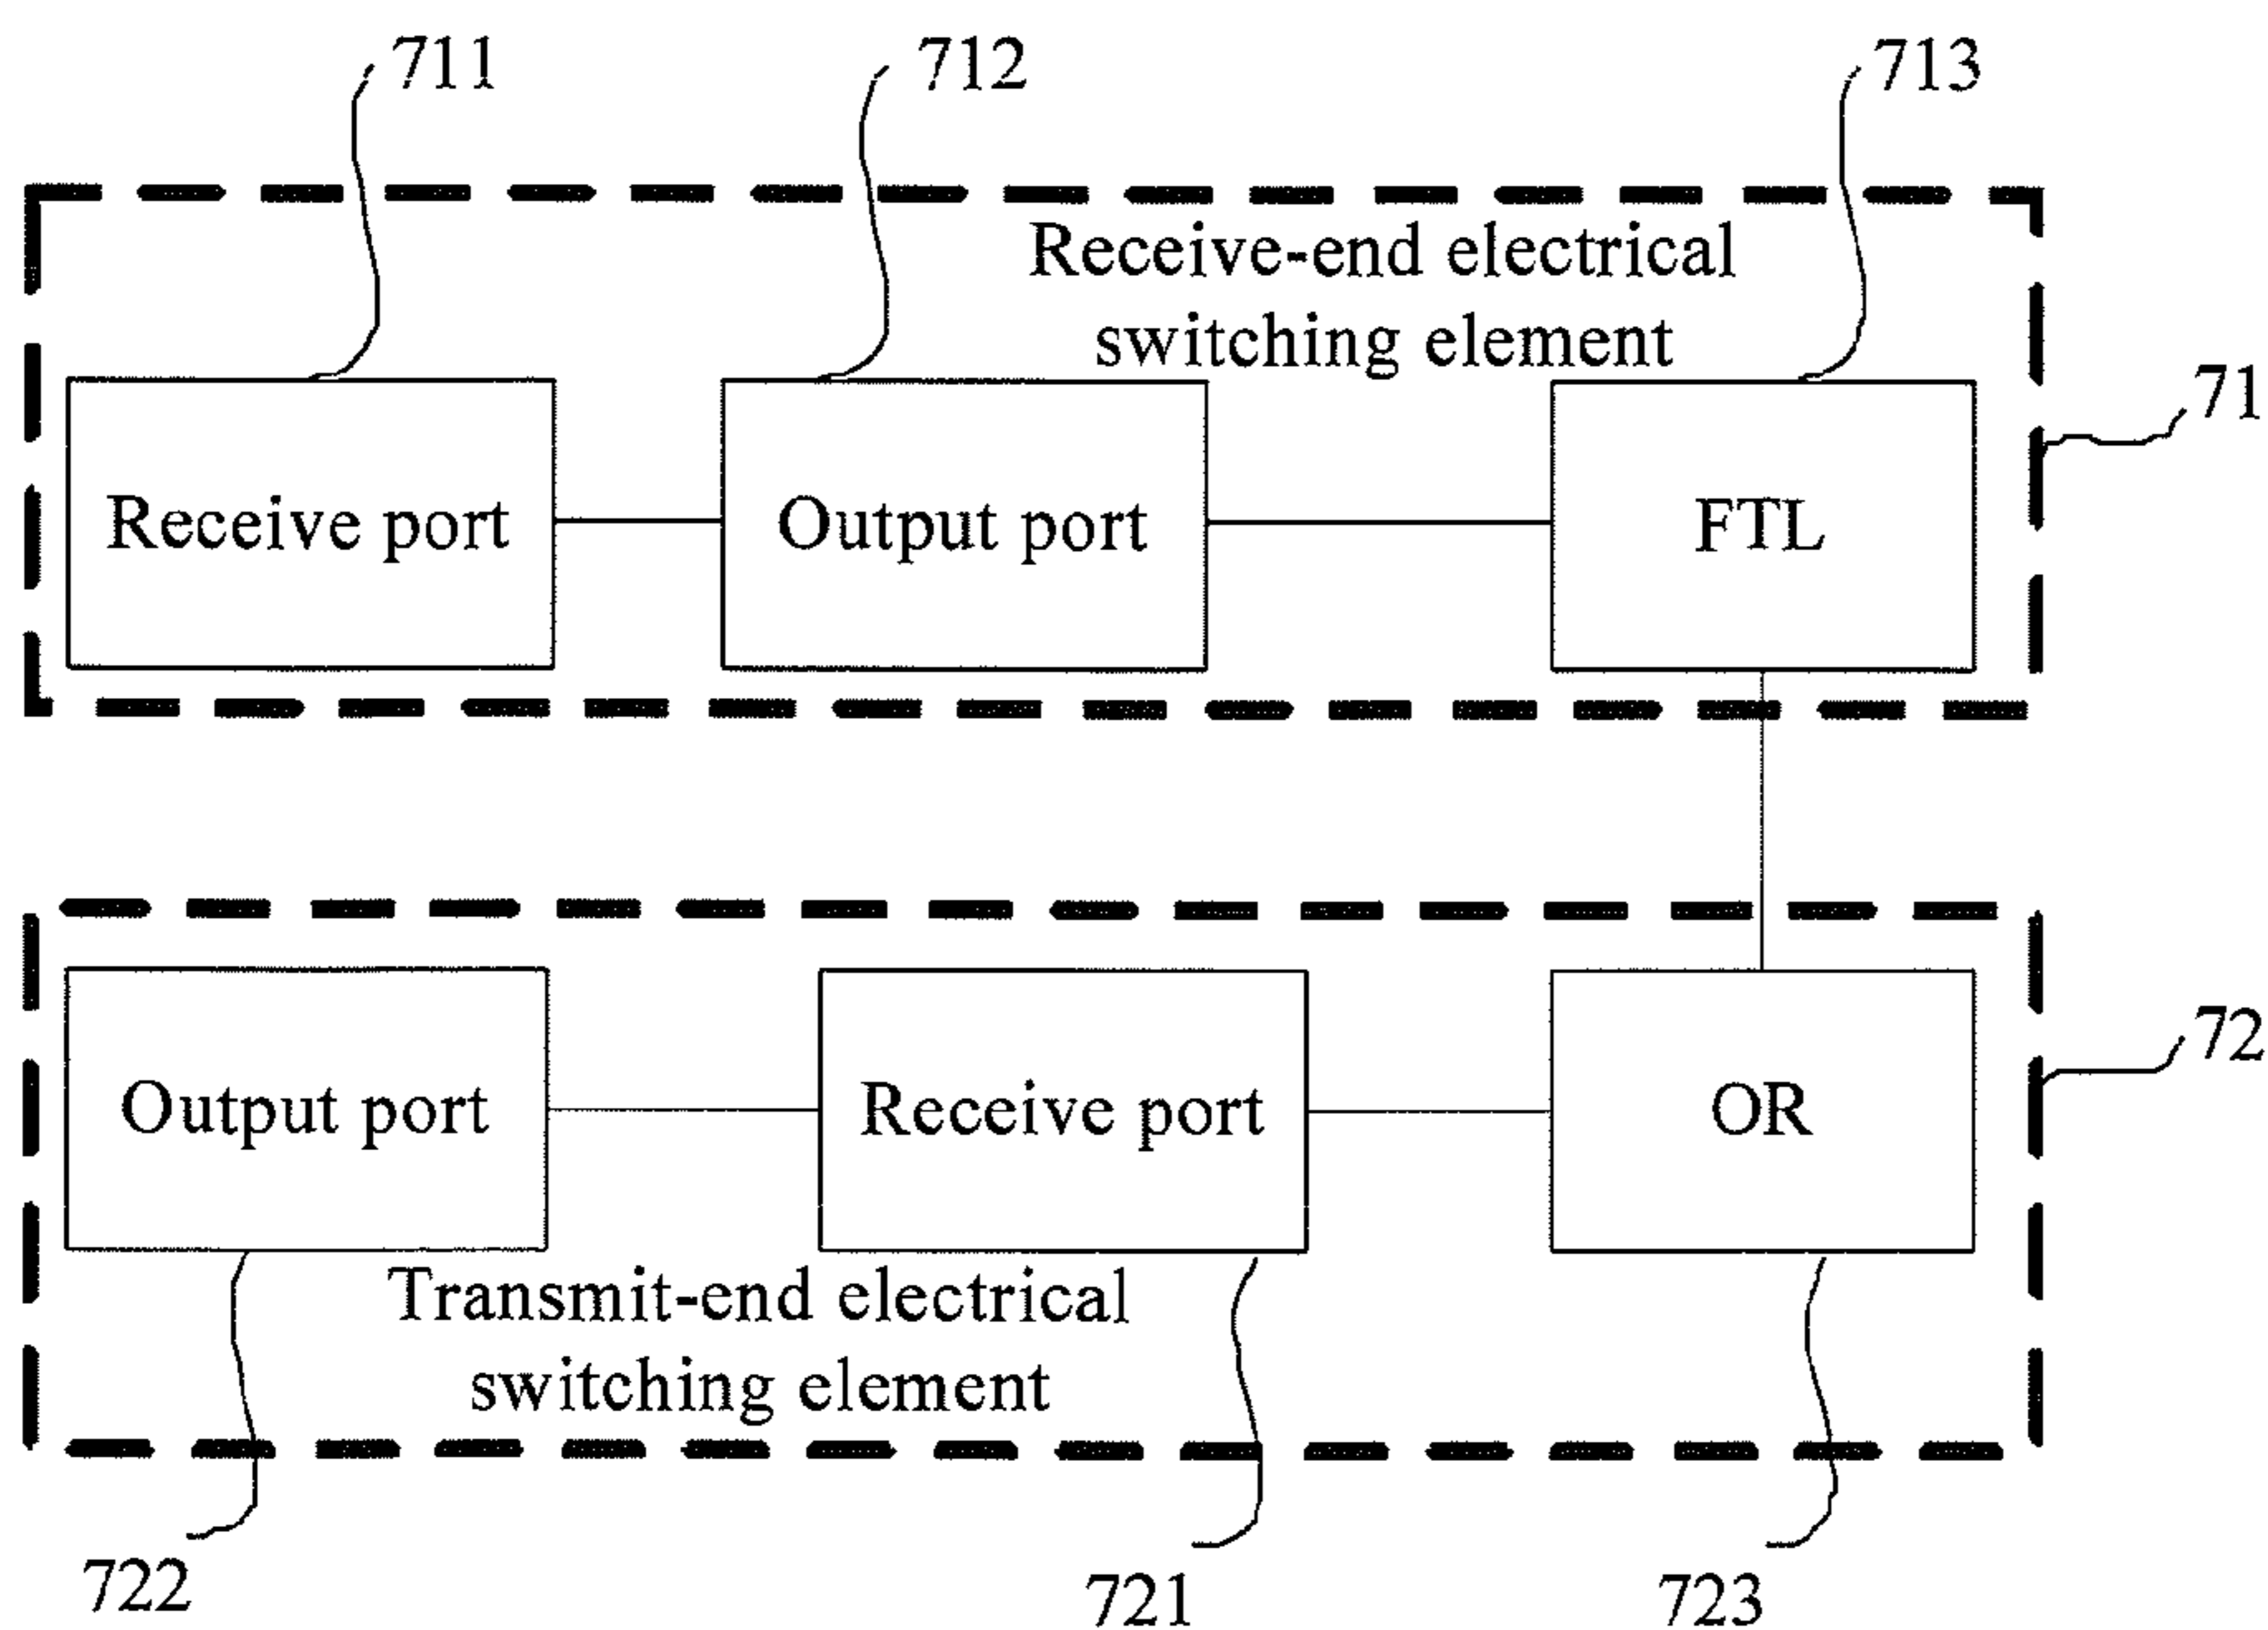 711
712
713
Receive-end electrical
switching element
71
Receive port
Output port
FTL
72
Output port
Receive port
OR
Transmit-end electrical
switching element
722
721
723